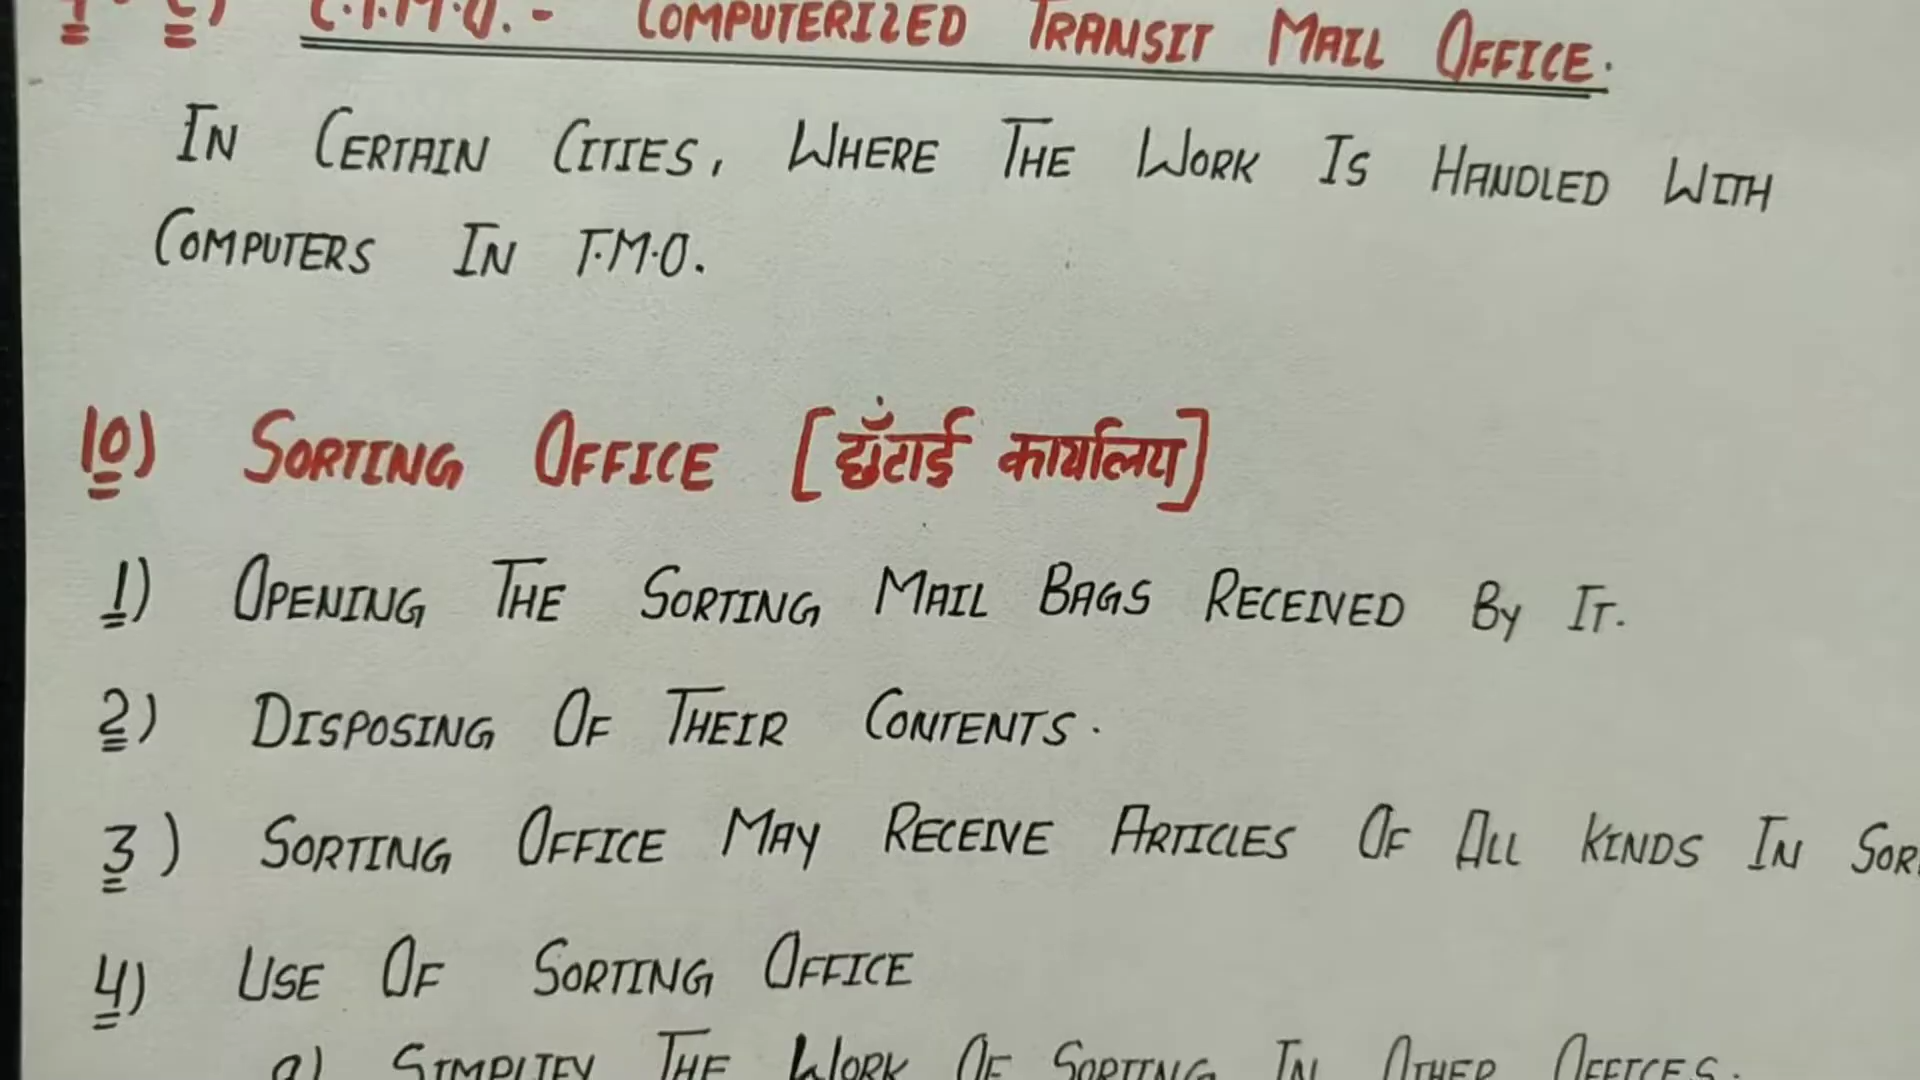 C.T.M.O. - COMPUTERIZED TRANSIT MAIL OFFICE.
IN CERTAIN CITIES, WHERE THE WORK IS HANDLED WITH
COMPUTERS IN T.M.O.
10) SORTING OFFICE [छँटाई कार्यालय]
1) OPENING THE SORTING MAIL BAGS RECEIVED BY IT.
2) DISPOSING OF THEIR CONTENTS.
3) SORTING OFFICE MAY RECEIVE ARTICLES OF ALL KINDS IN SOR
4) USE OF SORTING OFFICE
a) SIMPLIFY THE WORK OF SORTING IN OTHER OFFICES.